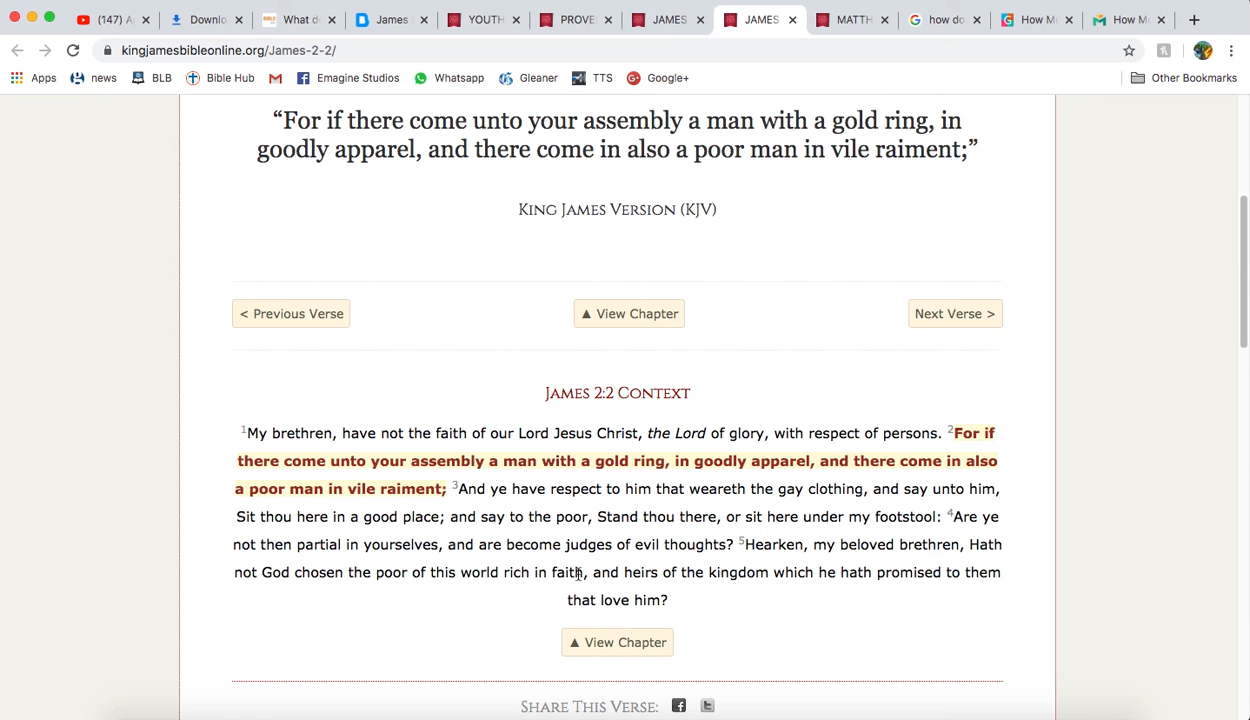 (147) A
Downlo
What d
James
YOUTH
PROVE
JAMES
JAMES
MATTH
how do
How M
How M
kingjamesbibleonline.org/James-2-2/
Apps news BLB Bible Hub Emagine Studios Whatsapp Gleaner TTS Google+ Other Bookmarks
“For if there come unto your assembly a man with a gold ring, in
goodly apparel, and there come in also a poor man in vile raiment;”
King James Version (KJV)
< Previous Verse ▲ View Chapter Next Verse >
James 2:2 Context
1My brethren, have not the faith of our Lord Jesus Christ, the Lord of glory, with respect of persons. 2For if
there come unto your assembly a man with a gold ring, in goodly apparel, and there come in also
a poor man in vile raiment; 3And ye have respect to him that weareth the gay clothing, and say unto him,
Sit thou here in a good place; and say to the poor, Stand thou there, or sit here under my footstool: 4Are ye
not then partial in yourselves, and are become judges of evil thoughts? 5Hearken, my beloved brethren, Hath
not God chosen the poor of this world rich in faith, and heirs of the kingdom which he hath promised to them
that love him?
▲ View Chapter
Share This Verse: